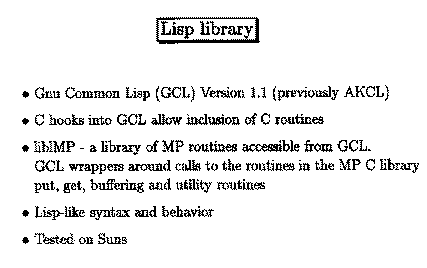 Lisp library
• Gnu Common Lisp (GCL) Version 1.1 (previously AKCL)
• C hooks into GCL allow inclusion of C routines
• liblMP - a library of MP routines accessible from GCL.
GCL wrappers around calls to the routines in the MP C library
put, get, buffering and utility routines
• Lisp-like syntax and behavior
• Tested on Suns